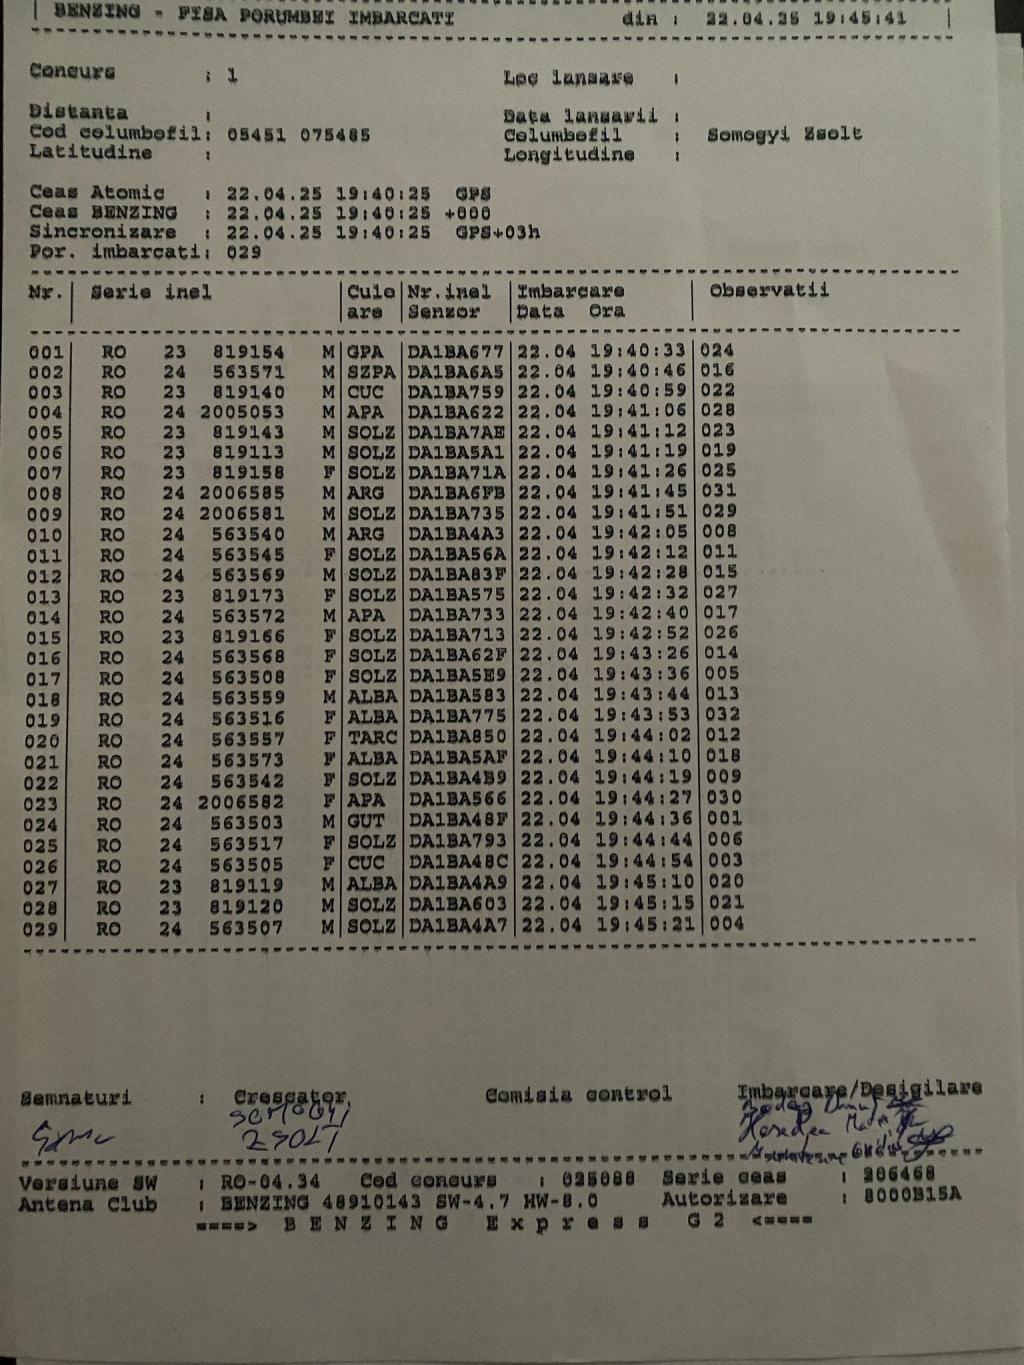 | BENZING - FISA PORUMBEI IMBARCATI din : 22.04.25 19:45:41 |
Concurs : 1 Loc lansare :
Distanta : Data lansarii :
Cod columbofil: 05451 075485 Columbofil : Somogyi Zsolt
Latitudine : Longitudine :
Ceas Atomic : 22.04.25 19:40:25 GPS
Ceas BENZING : 22.04.25 19:40:25 +000
Sincronizare : 22.04.25 19:40:25 GPS+03h
Por. imbarcati: 029
Nr.| Serie inel |Culo|Nr.inel |Imbarcare | Observatii
| |are |Senzor |Data Ora |
001| RO 23 819154 M|GPA |DA1BA677|22.04 19:40:33|024
002| RO 24 563571 M|SZPA|DA1BA6A5|22.04 19:40:46|016
003| RO 23 819140 M|CUC |DA1BA759|22.04 19:40:59|022
004| RO 24 2005053 M|APA |DA1BA622|22.04 19:41:06|028
005| RO 23 819143 M|SOLZ|DA1BA7AE|22.04 19:41:12|023
006| RO 23 819113 M|SOLZ|DA1BA5A1|22.04 19:41:19|019
007| RO 23 819158 F|SOLZ|DA1BA71A|22.04 19:41:26|025
008| RO 24 2006585 M|ARG |DA1BA6FB|22.04 19:41:45|031
009| RO 24 2006581 M|SOLZ|DA1BA735|22.04 19:41:51|029
010| RO 24 563540 M|ARG |DA1BA4A3|22.04 19:42:05|008
011| RO 24 563545 F|SOLZ|DA1BA56A|22.04 19:42:12|011
012| RO 24 563569 M|SOLZ|DA1BA83F|22.04 19:42:28|015
013| RO 23 819173 F|SOLZ|DA1BA575|22.04 19:42:32|027
014| RO 24 563572 M|APA |DA1BA733|22.04 19:42:40|017
015| RO 23 819166 F|SOLZ|DA1BA713|22.04 19:42:52|026
016| RO 24 563568 F|SOLZ|DA1BA62F|22.04 19:43:26|014
017| RO 24 563508 F|SOLZ|DA1BA5E9|22.04 19:43:36|005
018| RO 24 563559 M|ALBA|DA1BA583|22.04 19:43:44|013
019| RO 24 563516 F|ALBA|DA1BA775|22.04 19:43:53|032
020| RO 24 563557 F|TARC|DA1BA850|22.04 19:44:02|012
021| RO 24 563573 F|ALBA|DA1BA5AF|22.04 19:44:10|018
022| RO 24 563542 F|SOLZ|DA1BA4B9|22.04 19:44:19|009
023| RO 24 2006582 F|APA |DA1BA566|22.04 19:44:27|030
024| RO 24 563503 M|GUT |DA1BA48F|22.04 19:44:36|001
025| RO 24 563517 F|SOLZ|DA1BA793|22.04 19:44:44|006
026| RO 24 563505 F|CUC |DA1BA48C|22.04 19:44:54|003
027| RO 23 819119 M|ALBA|DA1BA4A9|22.04 19:45:10|020
028| RO 23 819120 M|SOLZ|DA1BA603|22.04 19:45:15|021
029| RO 24 563507 M|SOLZ|DA1BA4A7|22.04 19:45:21|004
Semnaturi : Crescator, Comisia control Imbarcare/Desigilare
SOMOGYI
ZSOLT
Versiune SW : RO-04.34 Cod concurs : 025088 Serie ceas : 206468
Antena Club : BENZING 48910143 SW-4.7 HW-8.0 Autorizare : 8000B15A
====> B E N Z I N G E x p r e s s G 2 <====